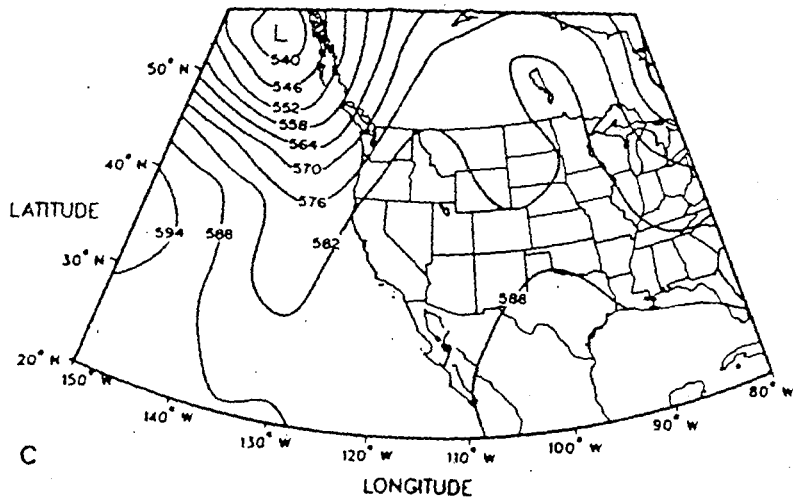 L
540
546
552
558
564
570
576
582
588
594
588
50° N
40° N
30° N
20° N
LATITUDE
150° W
140° W
130° W
120° W
110° W
100° W
90° W
80° W
LONGITUDE
C